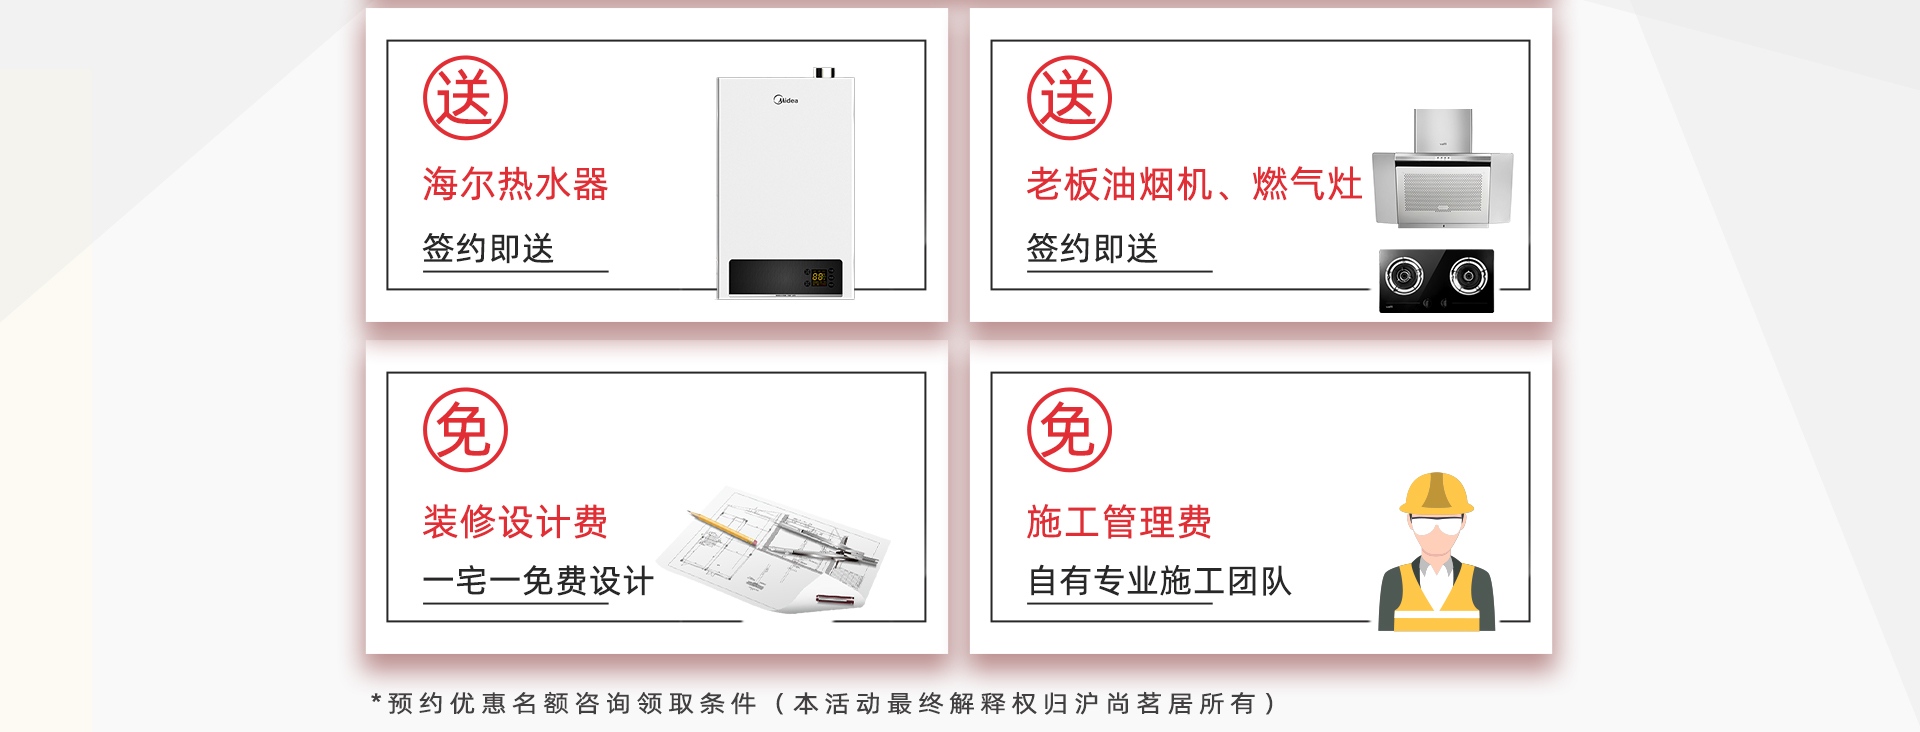 送
海尔热水器
签约即送
Midea
88
送
老板油烟机、燃气灶
签约即送
免
装修设计费
一宅一免费设计
免
施工管理费
自有专业施工团队
*预约优惠名额咨询领取条件（本活动最终解释权归沪尚茗居所有）